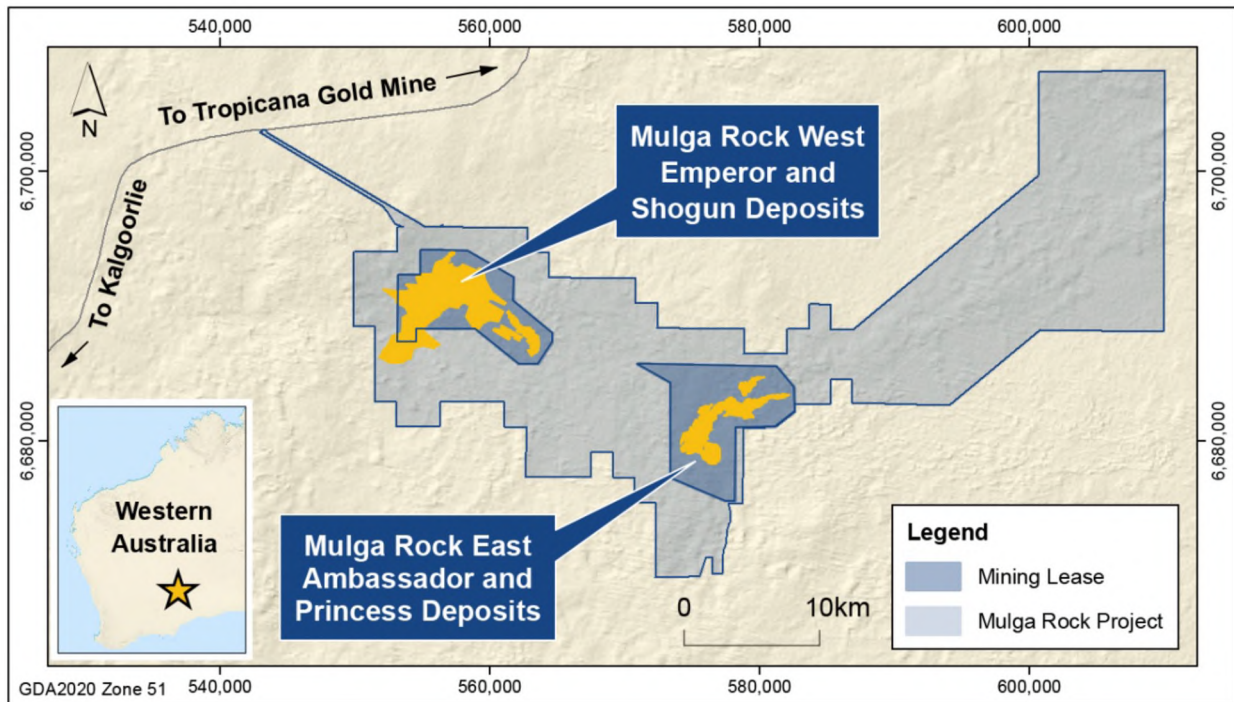 540,000
560,000
580,000
600,000
To Tropicana Gold Mine
N
To Kalgoorlie
6,700,000
6,700,000
Mulga Rock West
Emperor and
Shogun Deposits
6,680,000
6,680,000
Western
Australia
Mulga Rock East
Ambassador and
Princess Deposits
0 10km
Legend
Mining Lease
Mulga Rock Project
GDA2020 Zone 51
540,000
560,000
580,000
600,000